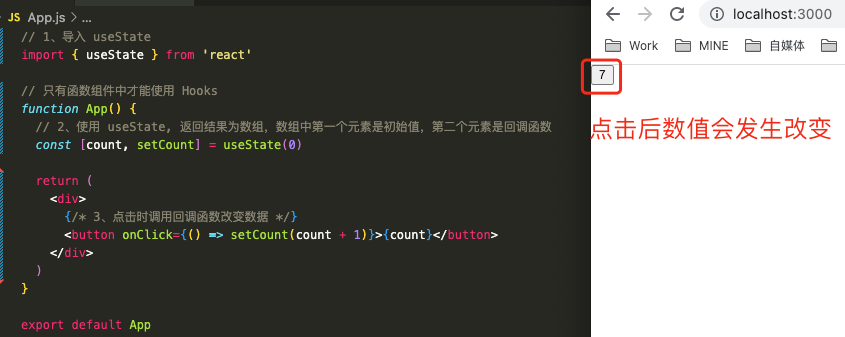 JS App.js > ...
// 1、导入 useState
import { useState } from 'react'
// 只有函数组件中才能使用 Hooks
function App() {
// 2、使用 useState, 返回结果为数组，数组中第一个元素是初始值，第二个元素是回调函数
const [count, setCount] = useState(0)
return (
<div>
{/* 3、点击时调用回调函数改变数据 */}
<button onClick={() => setCount(count + 1)}>{count}</button>
</div>
)
}
export default App
localhost:3000
Work MINE 自媒体
7
点击后数值会发生改变